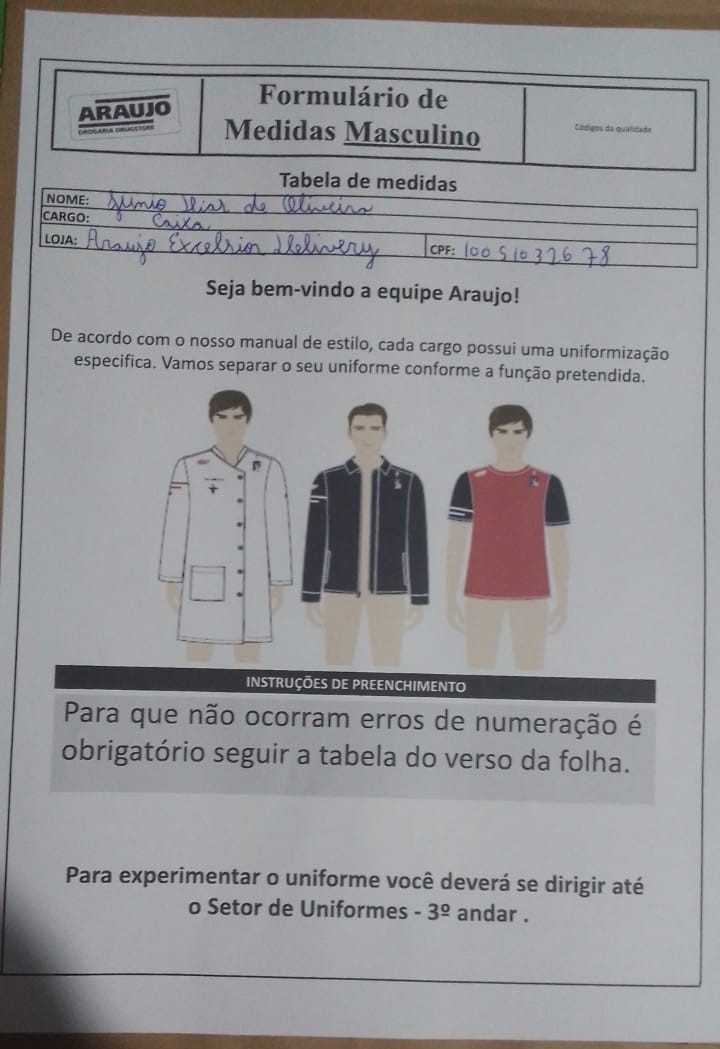 ARAUJO
DROGARIA DRUGSTORE
Formulário de
Medidas Masculino
Códigos da qualidade
Tabela de medidas
NOME: Junio Elias de Oliveira
CARGO: Caixa
LOJA: Araujo Excelsior Delivery CPF: 100 510 326 78
Seja bem-vindo a equipe Araujo!
De acordo com o nosso manual de estilo, cada cargo possui uma uniformização
especifica. Vamos separar o seu uniforme conforme a função pretendida.
INSTRUÇÕES DE PREENCHIMENTO
Para que não ocorram erros de numeração é
obrigatório seguir a tabela do verso da folha.
Para experimentar o uniforme você deverá se dirigir até
o Setor de Uniformes - 3º andar .